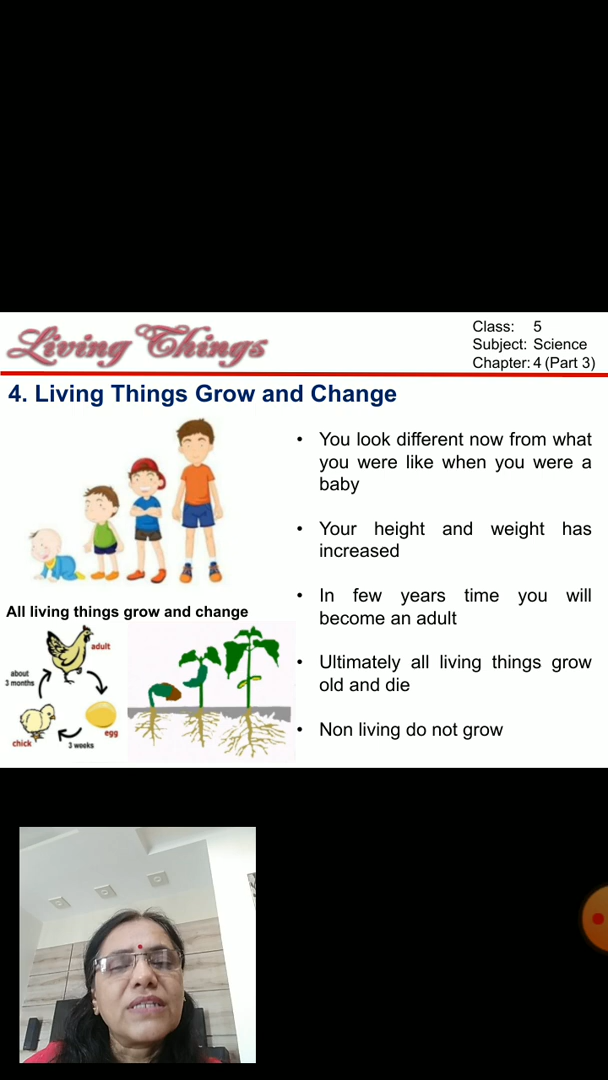 Living Things
Class: 5
Subject: Science
Chapter: 4 (Part 3)
4. Living Things Grow and Change
• You look different now from what
you were like when you were a
baby
• Your height and weight has
increased
• In few years time you will
become an adult
• Ultimately all living things grow
old and die
• Non living do not grow
All living things grow and change
adult
about
3 months
egg
chick
3 weeks